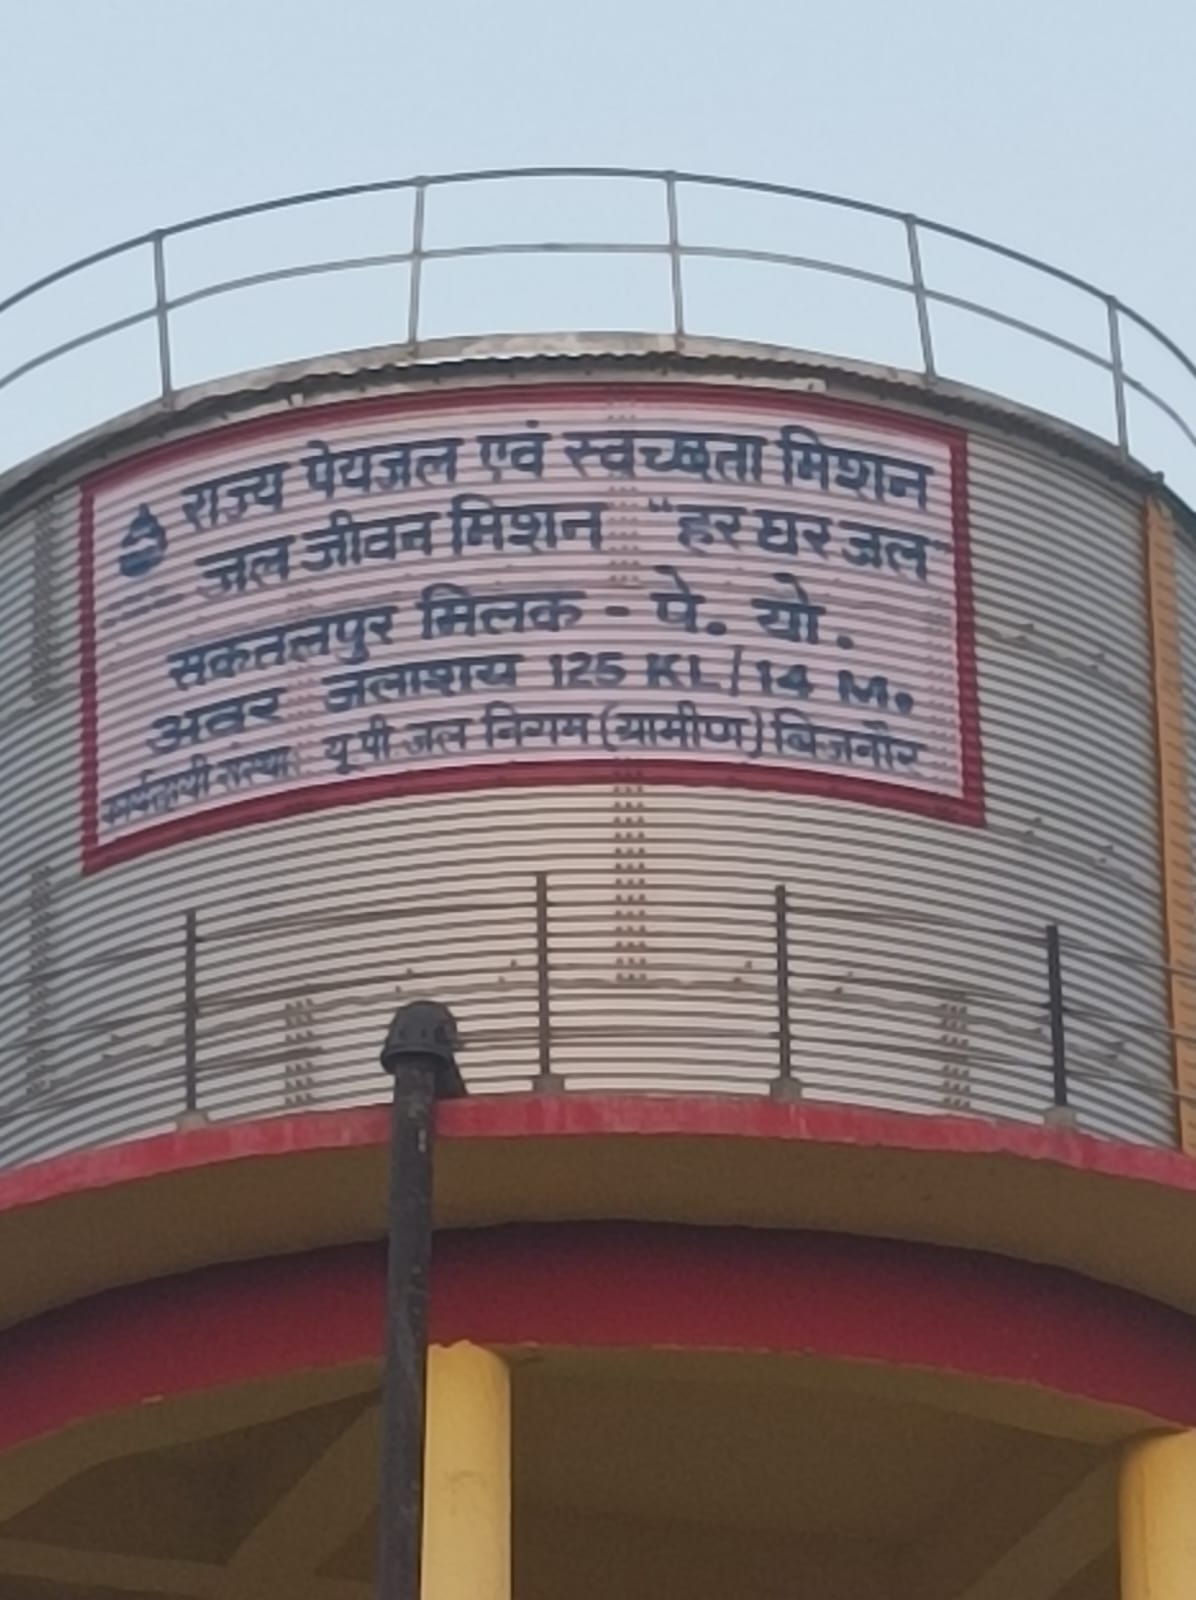 राज्य पेयजल एवं स्वच्छता मिशन
जल जीवन मिशन "हर घर जल"
सकतलपुर मिलक - पे. यो.
अवर जलाशय 125 KL/14 M.
कार्यदायी संस्था: यू.पी. जल निगम (ग्रामीण) बिजनौर